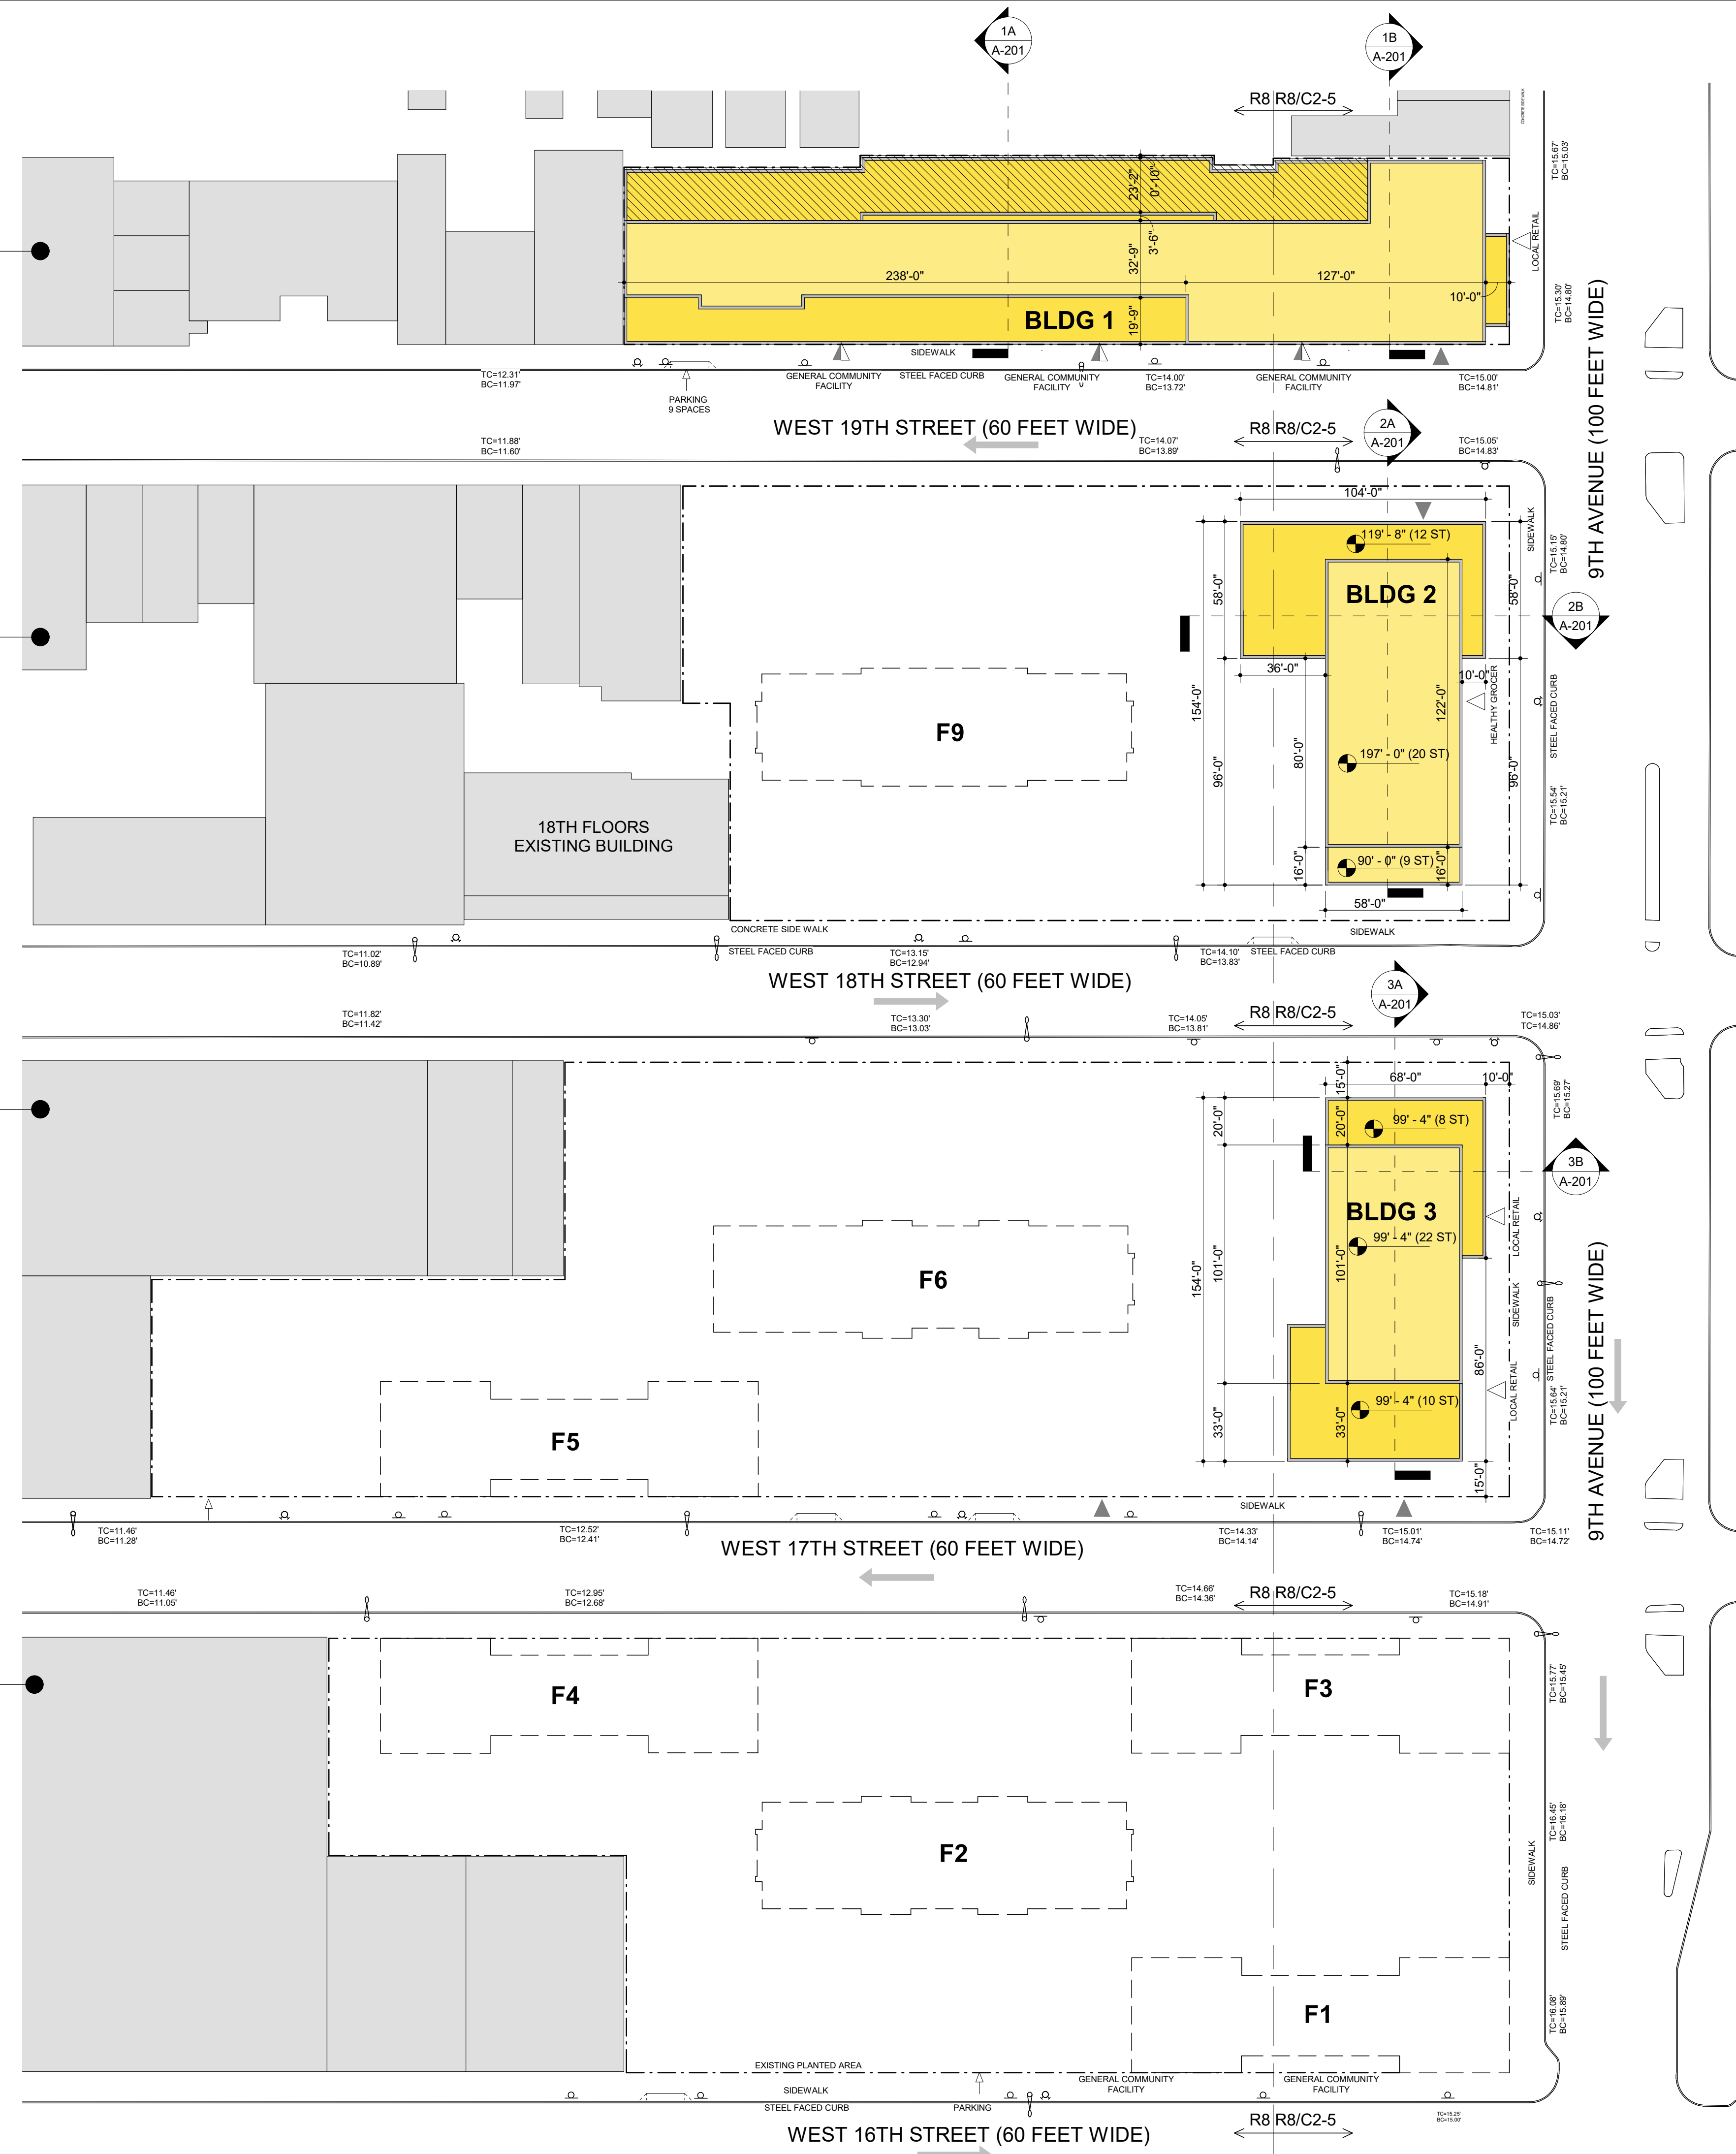 1A
A-201
1B
A-201
R8 R8/C2-5
CONCRETE SIDE WALK
TC=15.67'
BC=15.03'
23'-2"
0'-10"
3'-6"
32'-9"
LOCAL RETAIL
238'-0"
127'-0"
10'-0"
TC=15.30'
BC=14.80'
BLDG 1
19'-9"
SIDEWALK
TC=12.31'
BC=11.97'
GENERAL COMMUNITY
FACILITY
STEEL FACED CURB
GENERAL COMMUNITY
FACILITY
TC=14.00'
BC=13.72'
GENERAL COMMUNITY
FACILITY
TC=15.00'
BC=14.81'
PARKING
9 SPACES
WEST 19TH STREET (60 FEET WIDE)
R8 R8/C2-5
2A
A-201
9TH AVENUE (100 FEET WIDE)
TC=11.88'
BC=11.60'
TC=14.07'
BC=13.89'
TC=15.05'
BC=14.83'
104'-0"
SIDEWALK
119' - 8" (12 ST)
TC=15.15'
BC=14.80'
58'-0"
BLDG 2
58'-0"
2B
A-201
36'-0"
10'-0"
HEALTHY GROCER
154'-0"
122'-0"
STEEL FACED CURB
F9
80'-0"
197' - 0" (20 ST)
96'-0"
96'-0"
TC=15.54'
BC=15.21'
18TH FLOORS
EXISTING BUILDING
16'-0"
90' - 0" (9 ST)
16'-0"
58'-0"
CONCRETE SIDE WALK
SIDEWALK
TC=11.02'
BC=10.89'
STEEL FACED CURB
TC=13.15'
BC=12.94'
TC=14.10'
BC=13.83'
STEEL FACED CURB
WEST 18TH STREET (60 FEET WIDE)
3A
A-201
TC=11.82'
BC=11.42'
TC=13.30'
BC=13.03'
TC=14.05'
BC=13.81'
R8 R8/C2-5
TC=15.03'
TC=14.86'
15'-0"
68'-0"
10'-0"
TC=15.69'
BC=15.27'
20'-0"
20'-0"
99' - 4" (8 ST)
3B
A-201
BLDG 3
LOCAL RETAIL
99' - 4" (22 ST)
154'-0"
101'-0"
101'-0"
F6
SIDEWALK
STEEL FACED CURB
9TH AVENUE (100 FEET WIDE)
86'-0"
LOCAL RETAIL
99' - 4" (10 ST)
TC=15.64'
BC=15.21'
33'-0"
33'-0"
F5
15'-0"
SIDEWALK
TC=11.46'
BC=11.28'
TC=12.52'
BC=12.41'
TC=14.33'
BC=14.14'
TC=15.01'
BC=14.74'
TC=15.11'
BC=14.72'
WEST 17TH STREET (60 FEET WIDE)
TC=11.46'
BC=11.05'
TC=12.95'
BC=12.68'
TC=14.66'
BC=14.36'
R8 R8/C2-5
TC=15.18'
BC=14.91'
F4
F3
TC=15.77'
BC=15.45'
F2
TC=16.45'
BC=16.18'
SIDEWALK
STEEL FACED CURB
F1
TC=16.08'
BC=15.89'
EXISTING PLANTED AREA
GENERAL COMMUNITY
FACILITY
GENERAL COMMUNITY
FACILITY
SIDEWALK
STEEL FACED CURB
PARKING
WEST 16TH STREET (60 FEET WIDE)
R8 R8/C2-5
TC=15.25'
BC=15.00'